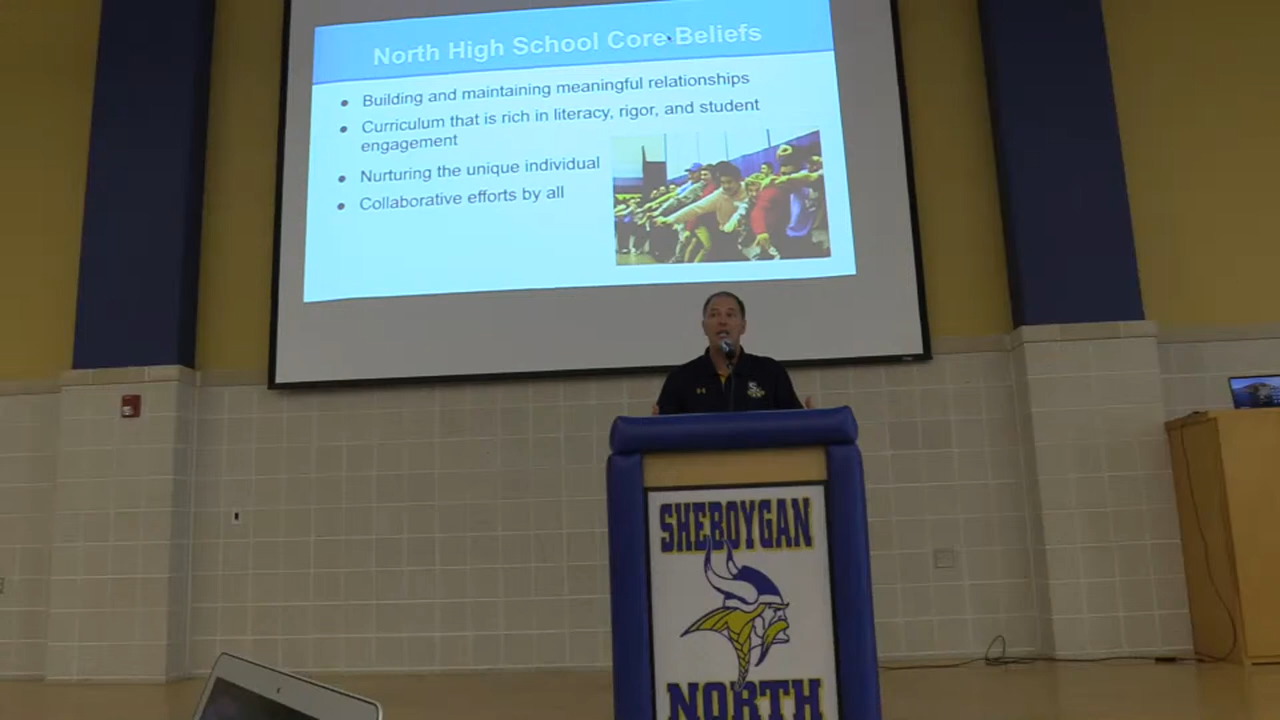 North High School Core Beliefs
● Building and maintaining meaningful relationships
● Curriculum that is rich in literacy, rigor, and student
engagement
● Nurturing the unique individual
● Collaborative efforts by all
SHEBOYGAN
NORTH